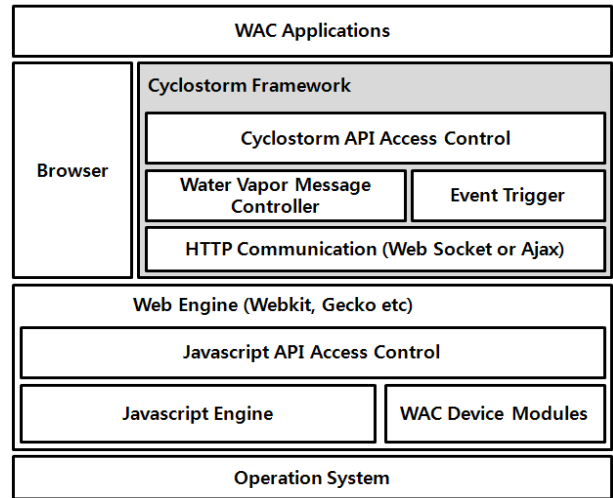 WAC Applications
Cyclostorm Framework
Cyclostorm API Access Control
Browser
Water Vapor Message
Controller
Event Trigger
HTTP Communication (Web Socket or Ajax)
Web Engine (Webkit, Gecko etc)
Javascript API Access Control
Javascript Engine
WAC Device Modules
Operation System